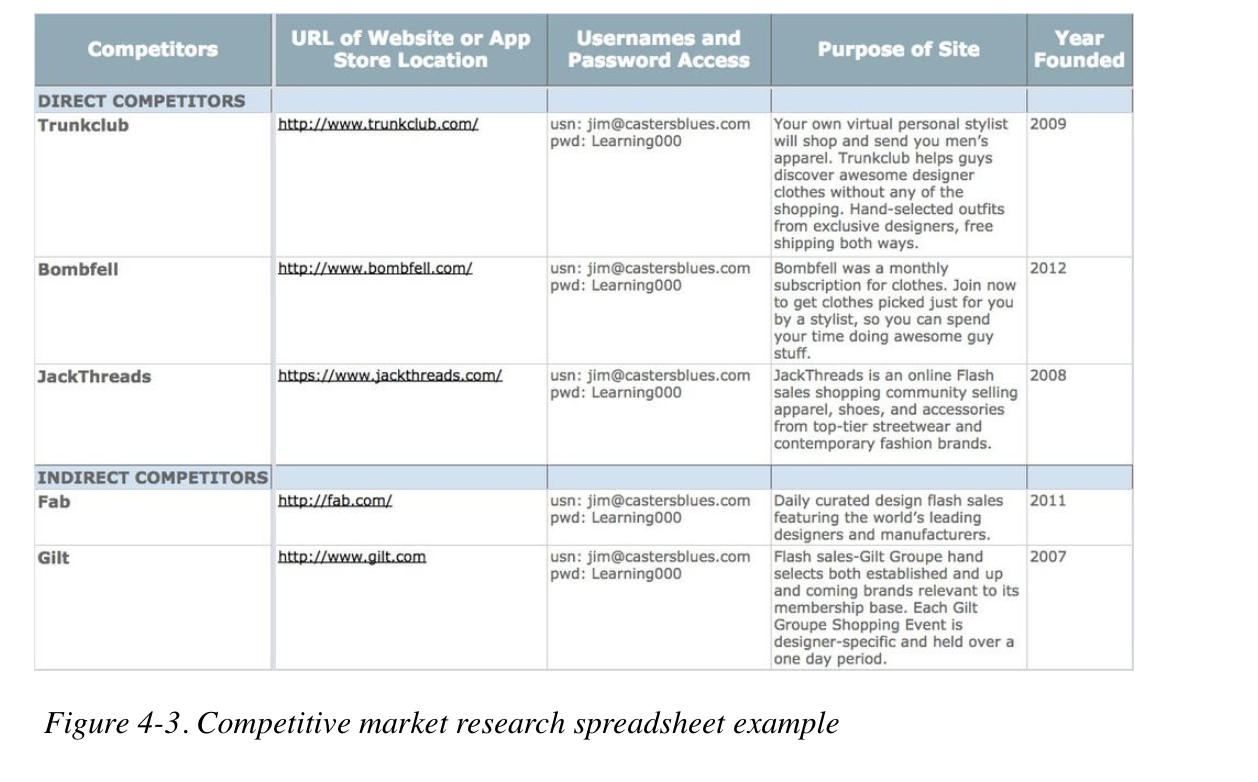 Competitors
URL of Website or App
Store Location
Usernames and
Password Access
Purpose of Site
Year
Founded
DIRECT COMPETITORS
Trunkclub
http://www.trunkclub.com/
usn: jim@castersblues.com
pwd: Learning000
Your own virtual personal stylist
will shop and send you men's
apparel. Trunkclub helps guys
discover awesome designer
clothes without any of the
shopping. Hand-selected outfits
from exclusive designers, free
shipping both ways.
2009
Bombfell
http://www.bombfell.com/
usn: jim@castersblues.com
pwd: Learning000
Bombfell was a monthly
subscription for clothes. Join now
to get clothes picked just for you
by a stylist, so you can spend
your time doing awesome guy
stuff.
2012
JackThreads
https://www.jackthreads.com/
usn: jim@castersblues.com
pwd: Learning000
JackThreads is an online Flash
sales shopping community selling
apparel, shoes, and accessories
from top-tier streetwear and
contemporary fashion brands.
2008
INDIRECT COMPETITORS
Fab
http://fab.com/
usn: jim@castersblues.com
pwd: Learning000
Daily curated design flash sales
featuring the world's leading
designers and manufacturers.
2011
Gilt
http://www.gilt.com
usn: jim@castersblues.com
pwd: Learning000
Flash sales-Gilt Groupe hand
selects both established and up
and coming brands relevant to its
membership base. Each Gilt
Groupe Shopping Event is
designer-specific and held over a
one day period.
2007
Figure 4-3. Competitive market research spreadsheet example